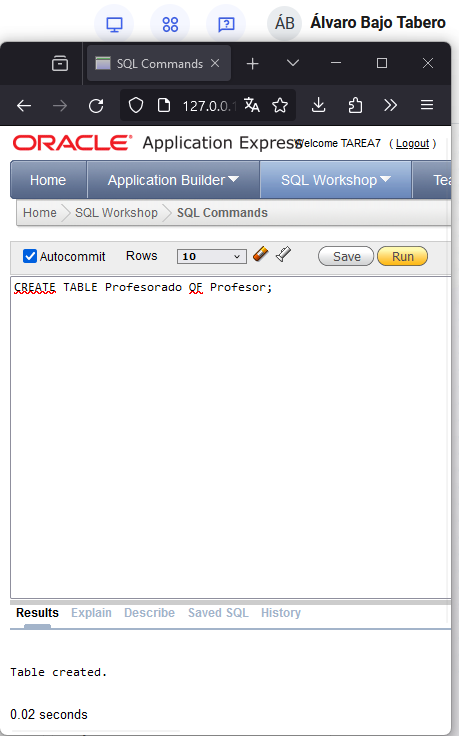 ÁB Álvaro Bajo Tabero
SQL Commands
127.0.0.1
ORACLE Application Express
Welcome TAREA7 ( Logout )
Home Application Builder SQL Workshop Tea
Home SQL Workshop SQL Commands
Autocommit Rows 10 Save Run
CREATE TABLE Profesorado OF Profesor;
Results Explain Describe Saved SQL History
Table created.
0.02 seconds